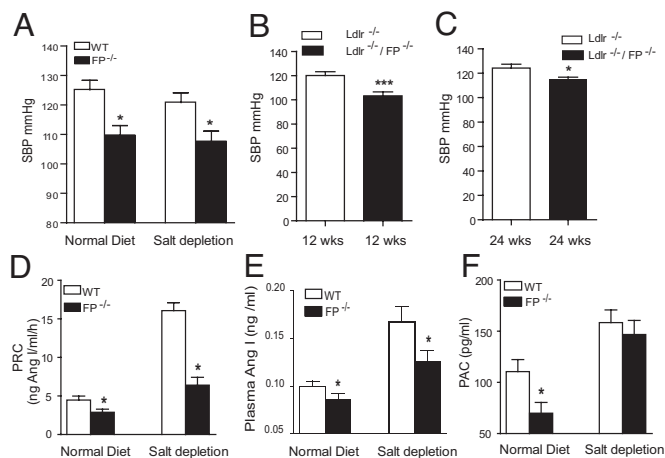 A
WT
FP-/-
SBP mmHg
130
120
110
100
90
80
*
*
Normal Diet
Salt depletion
B
Ldlr -/-
Ldlr -/-/ FP -/-
SBP mmHg
140
120
100
80
60
40
20
0
***
12 wks
12 wks
C
Ldlr -/-
Ldlr -/-/ FP -/-
SBP mmHg
140
120
100
80
60
40
20
0
*
24 wks
24 wks
D
WT
FP-/-
PRC
(ng Ang I/ml/h)
20
15
10
5
0
*
*
Normal Diet
Salt depletion
E
WT
FP -/-
Plasma Ang I (ng /ml)
0.20
0.15
0.10
0.05
*
*
Normal Diet
Salt depletion
F
WT
FP -/-
PAC (pg/ml)
200
150
100
50
*
Normal Diet
Salt depletion